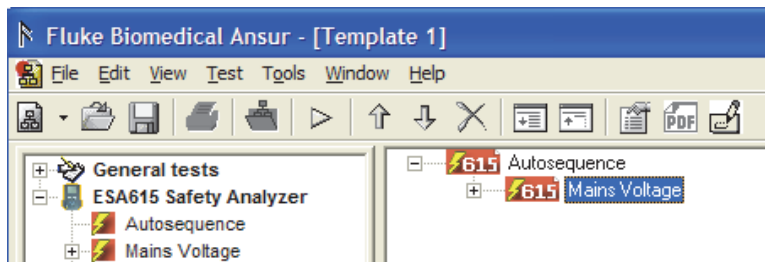 Fluke Biomedical Ansur - [Template 1]
File Edit View Test Tools Window Help
PDF
General tests
ESA615 Safety Analyzer
Autosequence
Mains Voltage
615 Autosequence
615 Mains Voltage